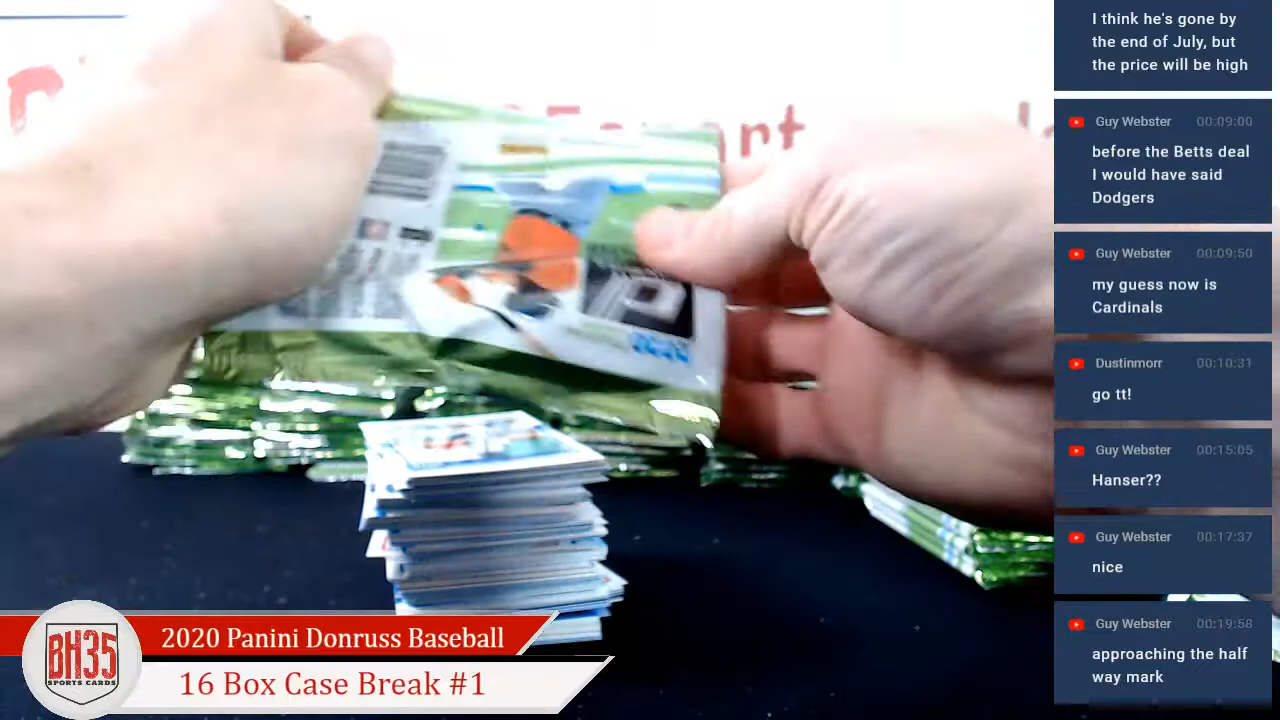 I think he's gone by
the end of July, but
the price will be high
Guy Webster 00:09:00
before the Betts deal
I would have said
Dodgers
Guy Webster 00:09:50
my guess now is
Cardinals
Dustinmorr 00:10:31
go tt!
Guy Webster 00:15:05
Hanser??
Guy Webster 00:17:37
nice
Guy Webster 00:19:58
approaching the half
way mark
BH35
SPORTS CARDS
2020 Panini Donruss Baseball
16 Box Case Break #1